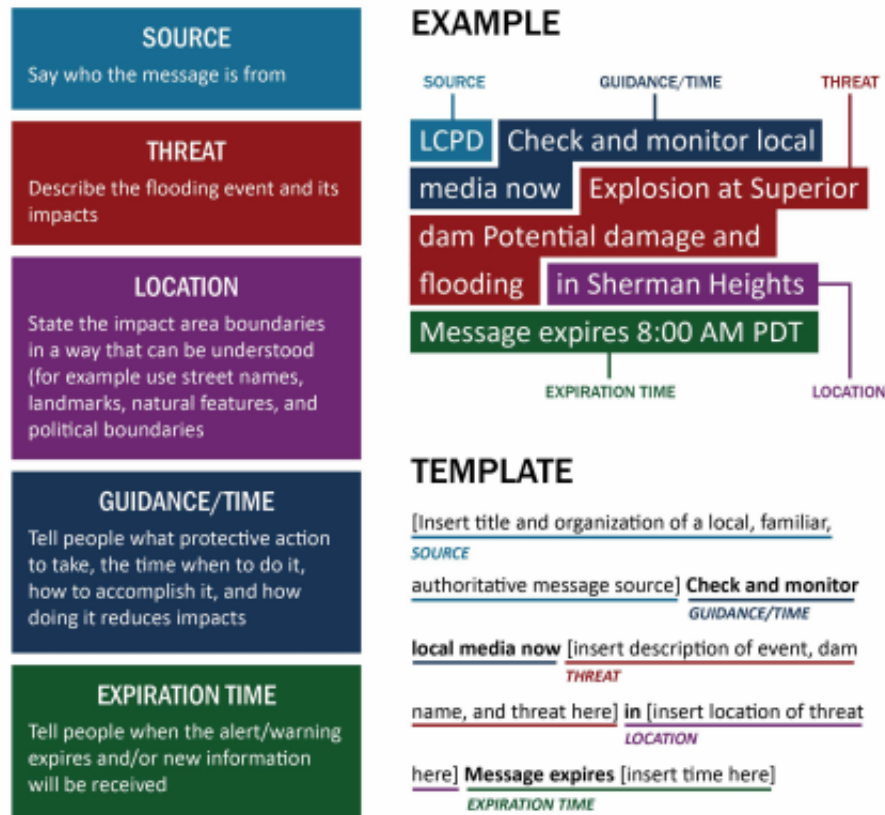 SOURCE
Say who the message is from
THREAT
Describe the flooding event and its
impacts
LOCATION
State the impact area boundaries
in a way that can be understood
(for example use street names,
landmarks, natural features, and
political boundaries
GUIDANCE/TIME
Tell people what protective action
to take, the time when to do it,
how to accomplish it, and how
doing it reduces impacts
EXPIRATION TIME
Tell people when the alert/warning
expires and/or new information
will be received
EXAMPLE
SOURCE GUIDANCE/TIME THREAT
LCPD Check and monitor local
media now Explosion at Superior
dam Potential damage and
flooding in Sherman Heights
Message expires 8:00 AM PDT
EXPIRATION TIME LOCATION
TEMPLATE
[Insert title and organization of a local, familiar,
SOURCE
authoritative message source] Check and monitor
GUIDANCE/TIME
local media now [insert description of event, dam
THREAT
name, and threat here] in [insert location of threat
LOCATION
here] Message expires [insert time here]
EXPIRATION TIME